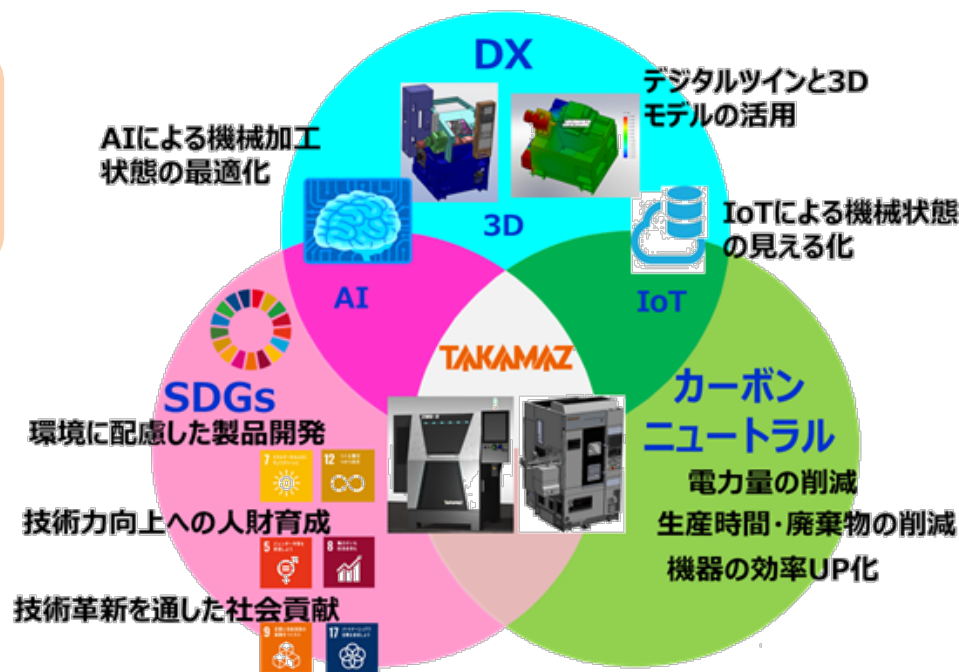 DX
デジタルツインと3D
モデルの活用
AIによる機械加工
状態の最適化
3D
IoTによる機械状態
の見える化
AI
IoT
TAKAMAZ
SDGs
カーボン
ニュートラル
環境に配慮した製品開発
7
12
電力量の削減
技術力向上への人財育成
生産時間・廃棄物の削減
5
8
機器の効率UP化
技術革新を通した社会貢献
9
17
TAKAMAZ